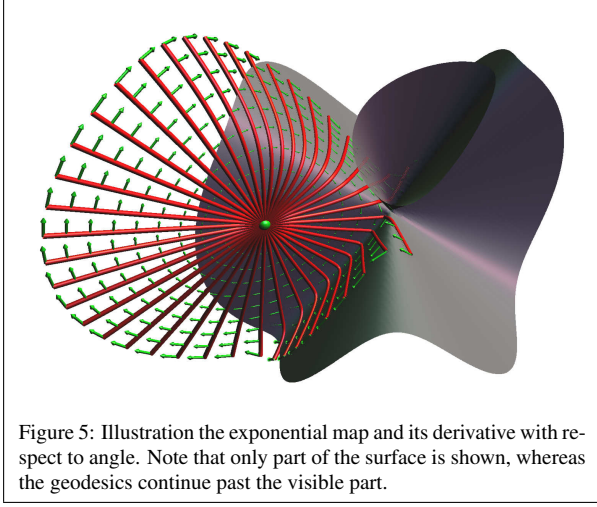 Figure 5: Illustration the exponential map and its derivative with re-
spect to angle. Note that only part of the surface is shown, whereas
the geodesics continue past the visible part.